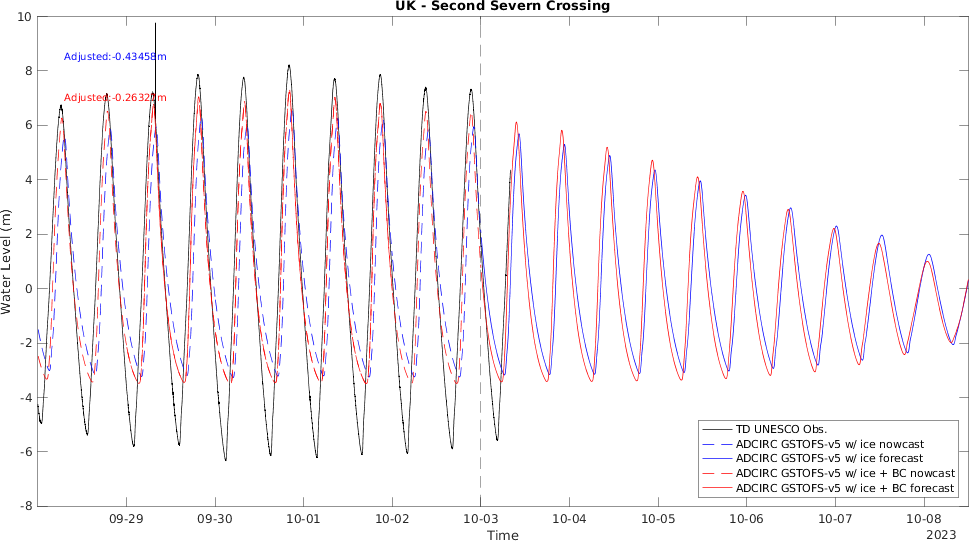 UK - Second Severn Crossing
10
8
6
4
2
0
-2
-4
-6
-8
Water Level (m)
Adjusted:-0.43458m
Adjusted:-0.2632 m
TD UNESCO Obs.
ADCIRC GSTOFS-v5 w/ ice nowcast
ADCIRC GSTOFS-v5 w/ ice forecast
ADCIRC GSTOFS-v5 w/ ice + BC nowcast
ADCIRC GSTOFS-v5 w/ ice + BC forecast
09-29 09-30 10-01 10-02 10-03 10-04 10-05 10-06 10-07 10-08
Time
2023